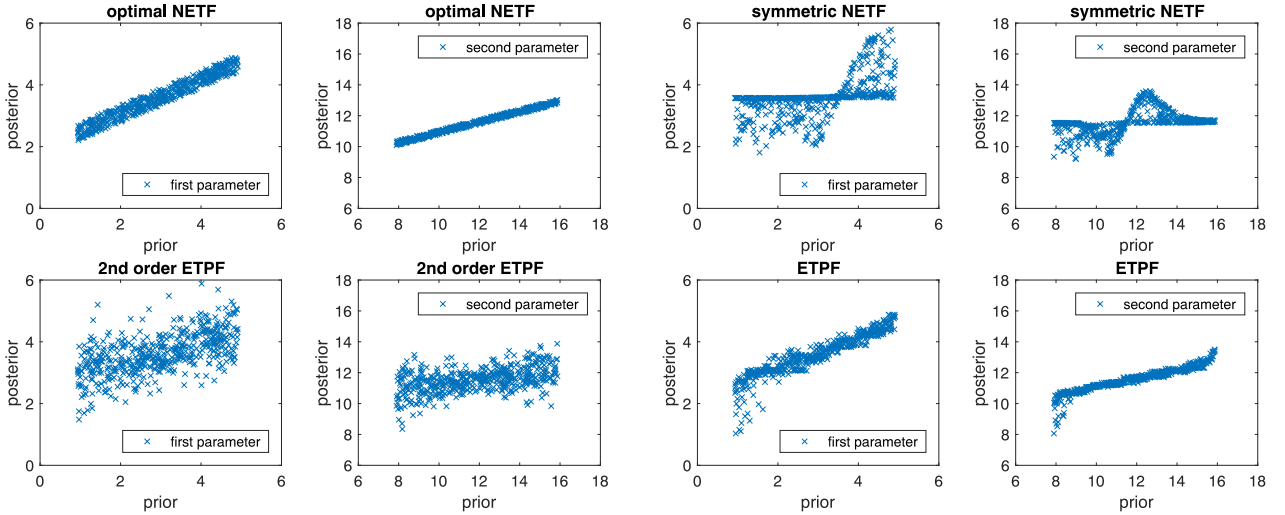 optimal NETF
6
4
2
0
posterior
0 2 4 6
prior
× first parameter
optimal NETF
18
16
14
12
10
8
6
posterior
6 8 10 12 14 16 18
prior
× second parameter
symmetric NETF
6
4
2
0
posterior
0 2 4 6
prior
× first parameter
symmetric NETF
18
16
14
12
10
8
6
posterior
6 8 10 12 14 16 18
prior
× second parameter
2nd order ETPF
6
4
2
0
posterior
0 2 4 6
prior
× first parameter
2nd order ETPF
18
16
14
12
10
8
6
posterior
6 8 10 12 14 16 18
prior
× second parameter
ETPF
6
4
2
0
posterior
0 2 4 6
prior
× first parameter
ETPF
18
16
14
12
10
8
6
posterior
6 8 10 12 14 16 18
prior
× second parameter